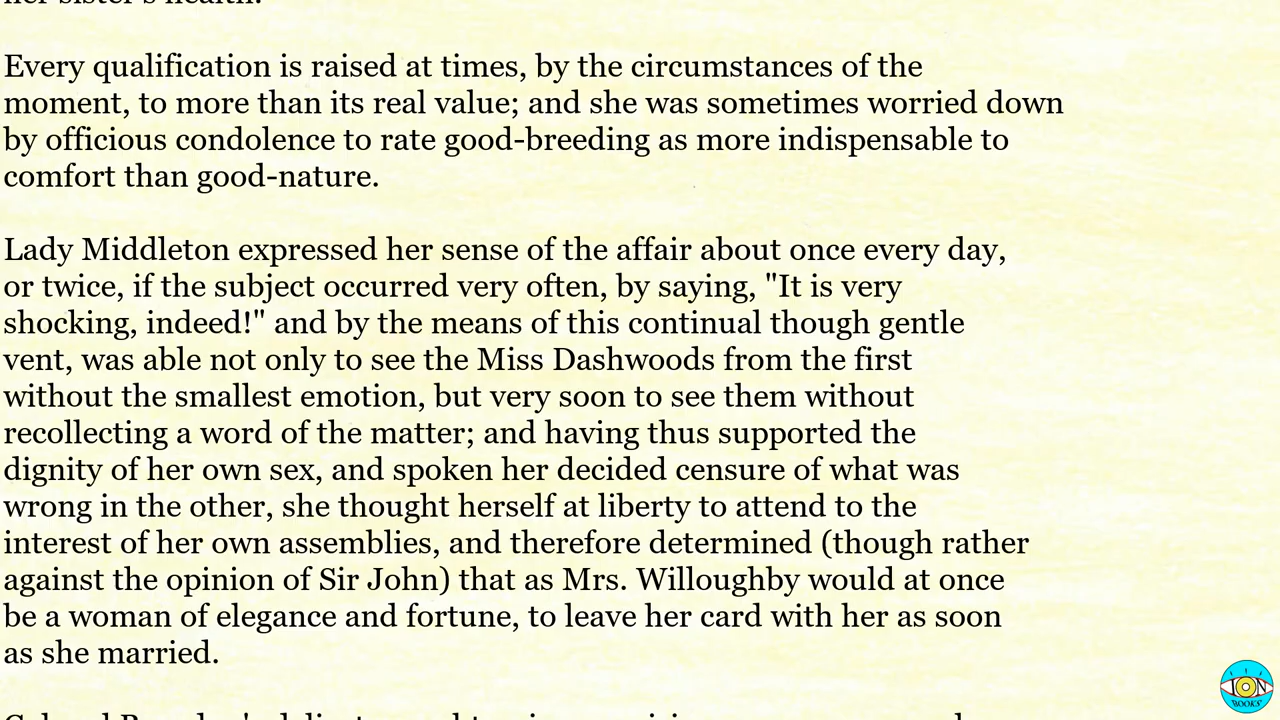 her sister's health.
Every qualification is raised at times, by the circumstances of the
moment, to more than its real value; and she was sometimes worried down
by officious condolence to rate good-breeding as more indispensable to
comfort than good-nature.
Lady Middleton expressed her sense of the affair about once every day,
or twice, if the subject occurred very often, by saying, "It is very
shocking, indeed!" and by the means of this continual though gentle
vent, was able not only to see the Miss Dashwoods from the first
without the smallest emotion, but very soon to see them without
recollecting a word of the matter; and having thus supported the
dignity of her own sex, and spoken her decided censure of what was
wrong in the other, she thought herself at liberty to attend to the
interest of her own assemblies, and therefore determined (though rather
against the opinion of Sir John) that as Mrs. Willoughby would at once
be a woman of elegance and fortune, to leave her card with her as soon
as she married.
ION
BOOKS